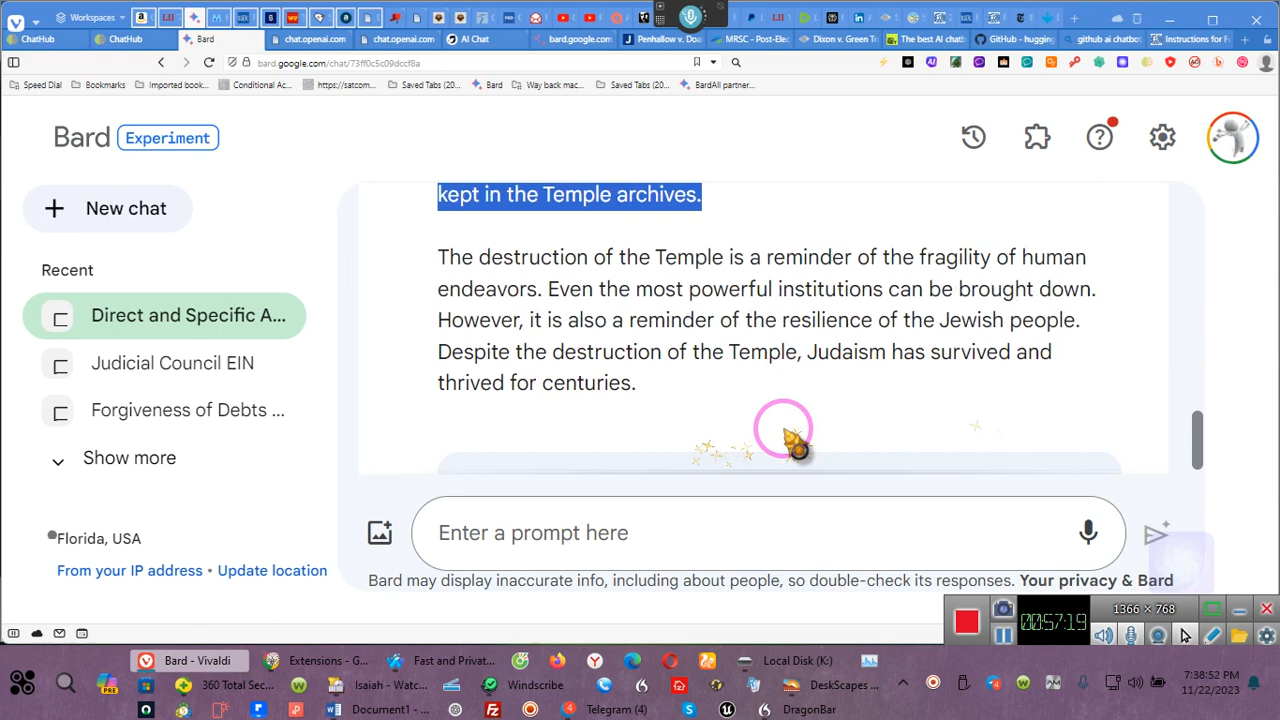 Workspaces
ChatHub
ChatHub
Bard
chat.openai.com
chat.openai.com
AI Chat
bard.google.com
Penhallow v. Doa
MRSC - Post-Elec
Dixon v. Green Tr
The best AI chatb
GitHub - hugging
github ai chatbot
Instructions for F
bard.google.com/chat/73ff0c5c09dccf8a
Speed Dial
Bookmarks
Imported book...
Conditional Ac...
https://satcom...
Saved Tabs (20...
Bard
Way back mac...
Saved Tabs (20...
BardAll partner...
Bard Experiment
New chat
Recent
Direct and Specific A...
Judicial Council EIN
Forgiveness of Debts ...
Show more
Florida, USA
From your IP address • Update location
kept in the Temple archives.
The destruction of the Temple is a reminder of the fragility of human
endeavors. Even the most powerful institutions can be brought down.
However, it is also a reminder of the resilience of the Jewish people.
Despite the destruction of the Temple, Judaism has survived and
thrived for centuries.
Enter a prompt here
Bard may display inaccurate info, including about people, so double-check its responses. Your privacy & Bard
00:57:19
1366 × 768
Bard - Vivaldi
Extensions - G...
Fast and Privat...
Local Disk (K:)
PRE
360 Total Sec...
Isaiah - Watc...
Windscribe
DeskScapes ...
7:38:52 PM
11/22/2023
Document1 - ...
Telegram (4)
DragonBar